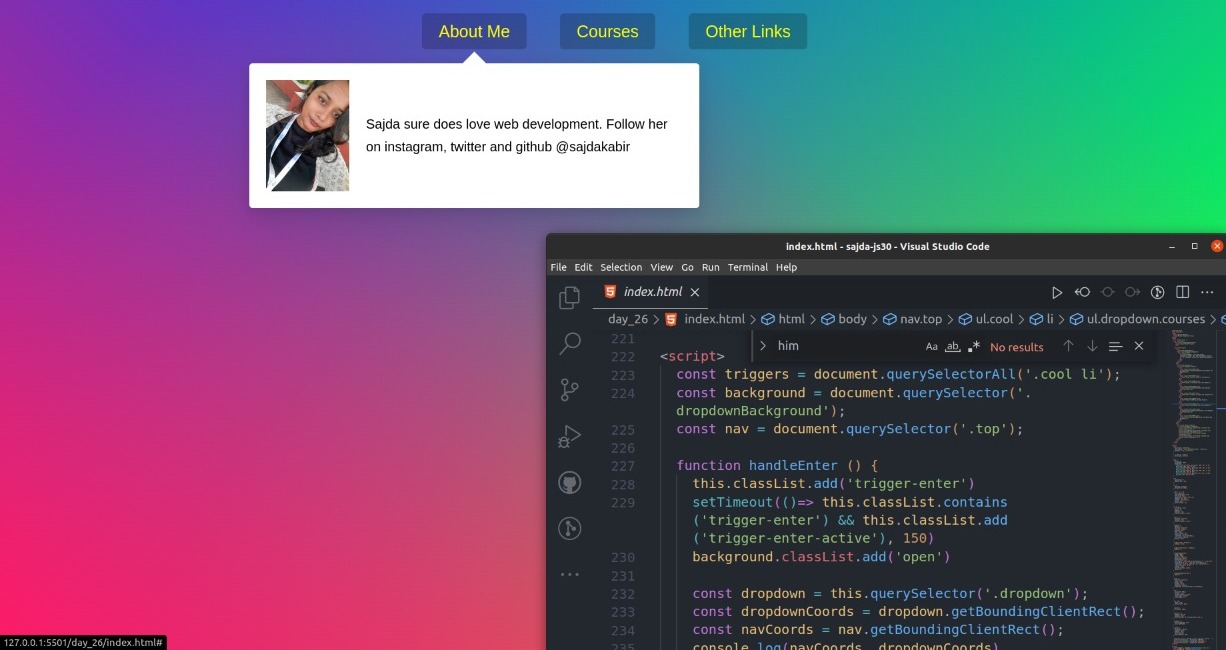 About Me
Courses
Other Links
Sajda sure does love web development. Follow her
on instagram, twitter and github @sajdakabir
index.html - sajda-js30 - Visual Studio Code
File Edit Selection View Go Run Terminal Help
index.html
day_26 > index.html > html > body > nav.top > ul.cool > li > ul.dropdown.courses >
him
Aa ab .* No results
221
222 <script>
223 const triggers = document.querySelectorAll('.cool li');
224 const background = document.querySelector('.
dropdownBackground');
225 const nav = document.querySelector('.top');
226
227 function handleEnter () {
228 this.classList.add('trigger-enter')
229 setTimeout(()=> this.classList.contains
('trigger-enter') && this.classList.add
('trigger-enter-active'), 150)
230 background.classList.add('open')
231
232 const dropdown = this.querySelector('.dropdown');
233 const dropdownCoords = dropdown.getBoundingClientRect();
234 const navCoords = nav.getBoundingClientRect();
235 console.log(navCoords, dropdownCoords)
127.0.0.1:5501/day_26/index.html#